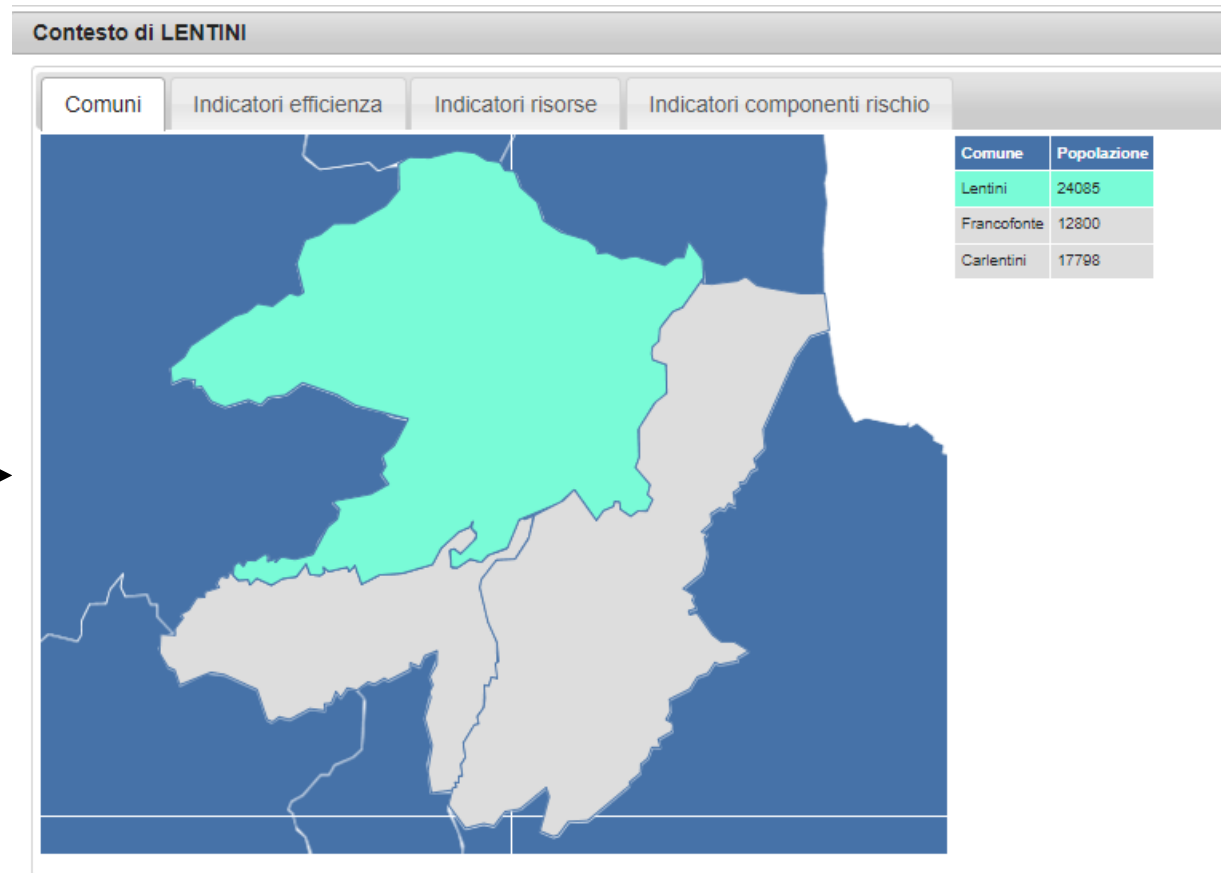 Contesto di LENTINI
Comuni Indicatori efficienza Indicatori risorse Indicatori componenti rischio
Comune Popolazione
Lentini 24085
Francofonte 12800
Carlentini 17798